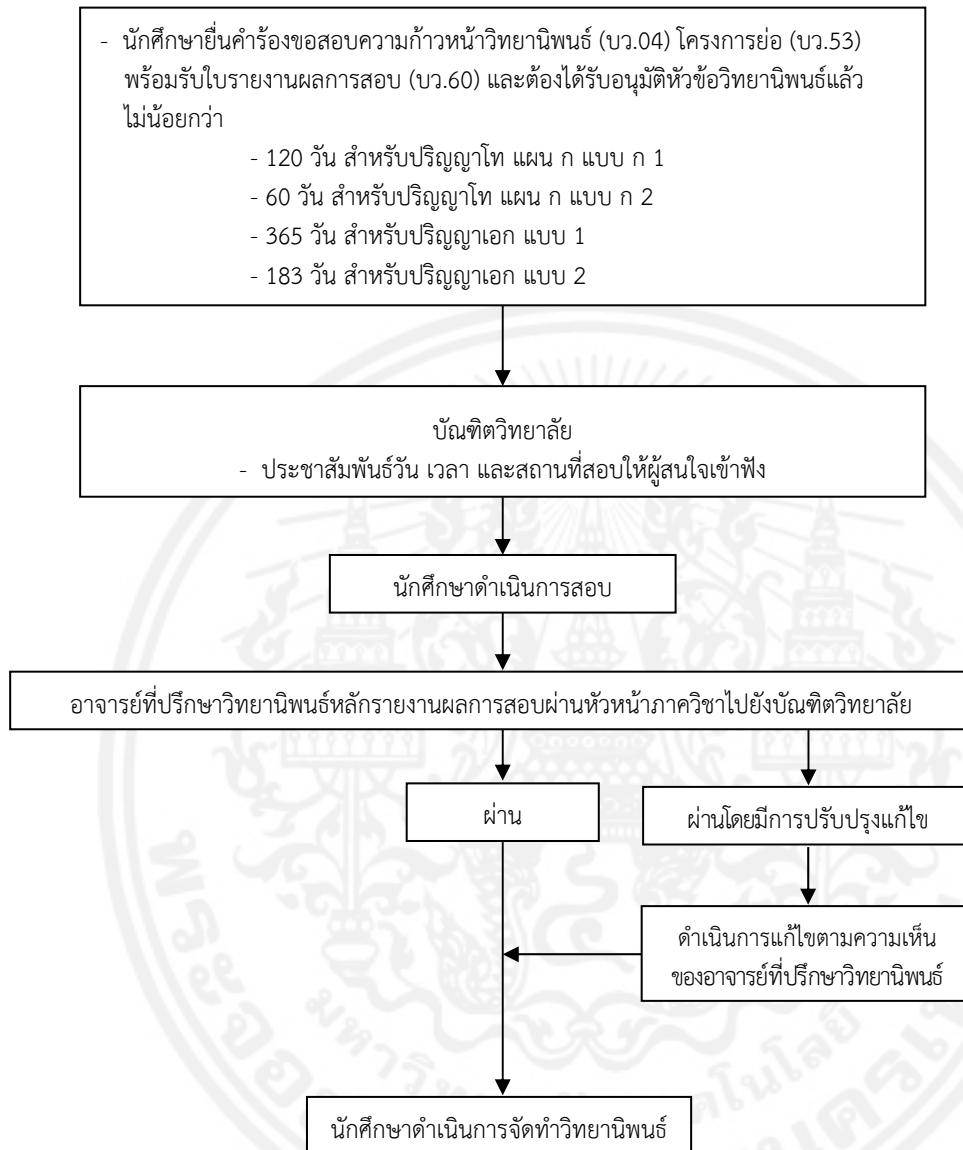 - นักศึกษายื่นคำร้องขอสอบความก้าวหน้าวิทยานิพนธ์ (บว.04) โครงการย่อ (บว.53)
พร้อมรับใบรายงานผลการสอบ (บว.60) และต้องได้รับอนุมัติหัวข้อวิทยานิพนธ์แล้ว
ไม่น้อยกว่า
- 120 วัน สำหรับปริญญาโท แผน ก แบบ ก 1
- 60 วัน สำหรับปริญญาโท แผน ก แบบ ก 2
- 365 วัน สำหรับปริญญาเอก แบบ 1
- 183 วัน สำหรับปริญญาเอก แบบ 2
บัณฑิตวิทยาลัย
- ประชาสัมพันธ์วัน เวลา และสถานที่สอบให้ผู้สนใจเข้าฟัง
นักศึกษาดำเนินการสอบ
อาจารย์ที่ปรึกษาวิทยานิพนธ์หลักรายงานผลการสอบผ่านหัวหน้าภาควิชาไปยังบัณฑิตวิทยาลัย
ผ่าน
ผ่านโดยมีการปรับปรุงแก้ไข
ดำเนินการแก้ไขตามความเห็น
ของอาจารย์ที่ปรึกษาวิทยานิพนธ์
นักศึกษาดำเนินการจัดทำวิทยานิพนธ์